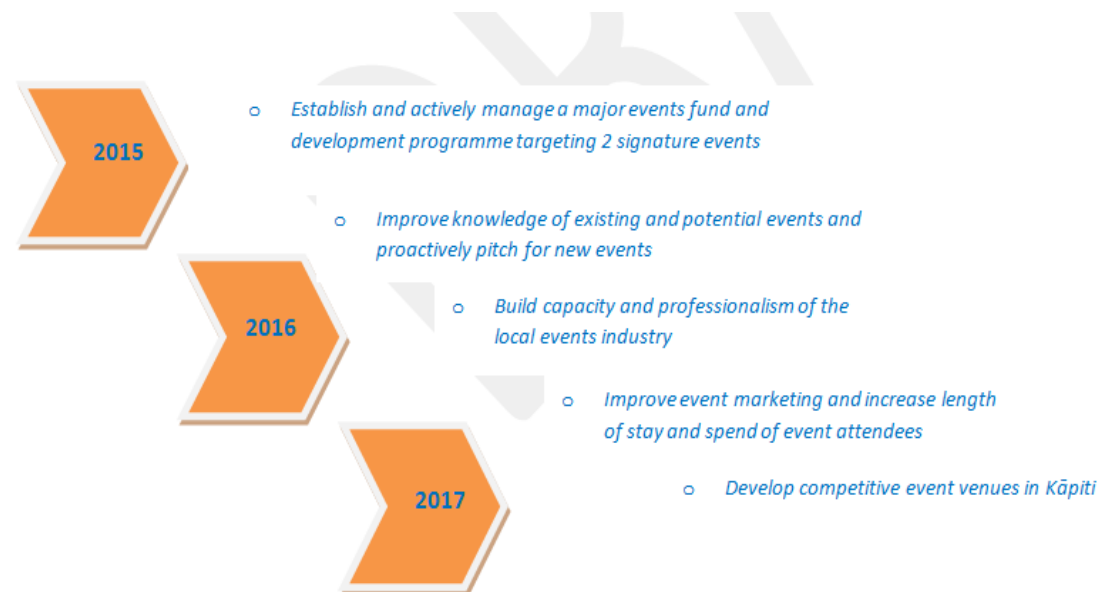 2015
o Establish and actively manage a major events fund and
development programme targeting 2 signature events
o Improve knowledge of existing and potential events and
proactively pitch for new events
2016
o Build capacity and professionalism of the
local events industry
o Improve event marketing and increase length
of stay and spend of event attendees
2017
o Develop competitive event venues in Kāpiti